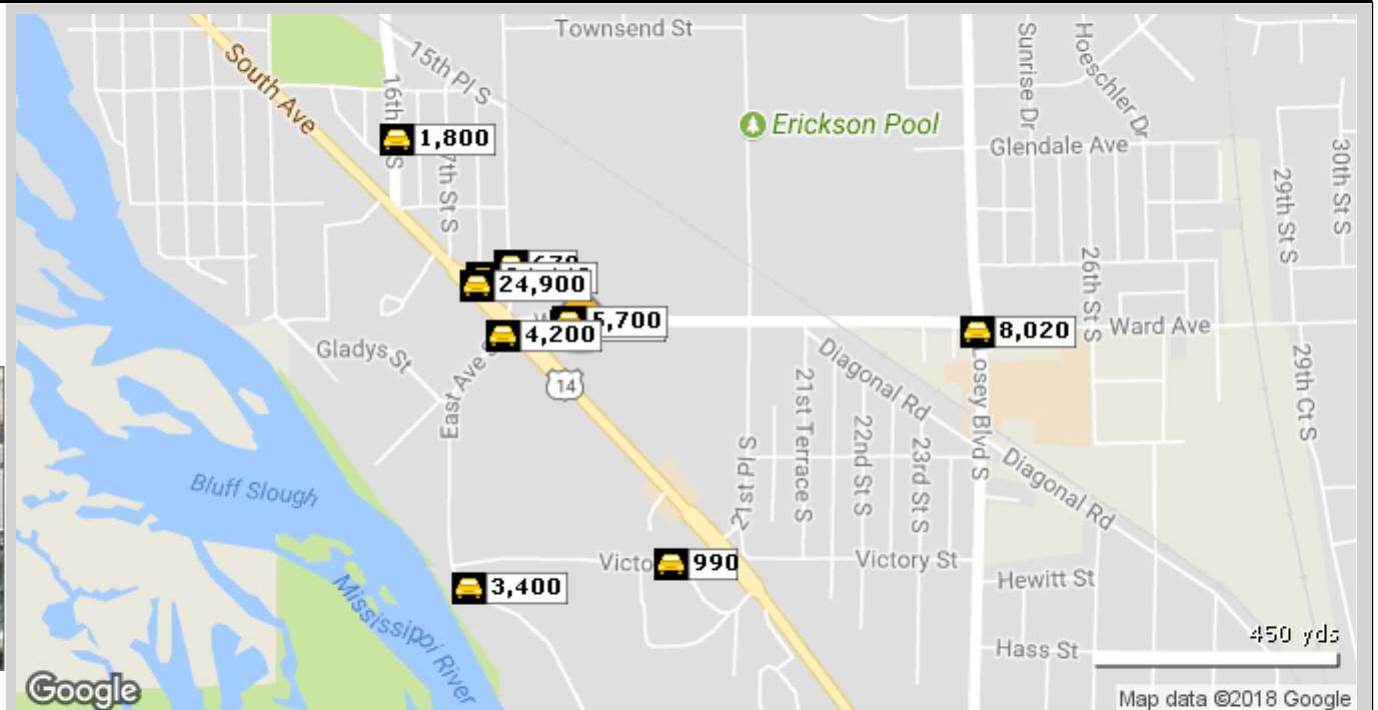 Townsend St
South Ave
16th S
15th Pl S
1,800
7th St S
Erickson Pool
Sunrise Dr
Hoeschler Dr
Glendale Ave
30th St S
29th St S
26th St S
670
24,900
5,700
4,200
8,020
Ward Ave
Gladys St
East Ave S
14
Diagonal Rd
Losey Blvd S
29th Ct S
21st Terrace S
22nd St S
23rd St S
21st Pl S
Diagonal Rd
Bluff Slough
Victo
990
Victory St
Hewitt St
3,400
Mississippi River
Hass St
450 yds
Google
Map data ©2018 Google